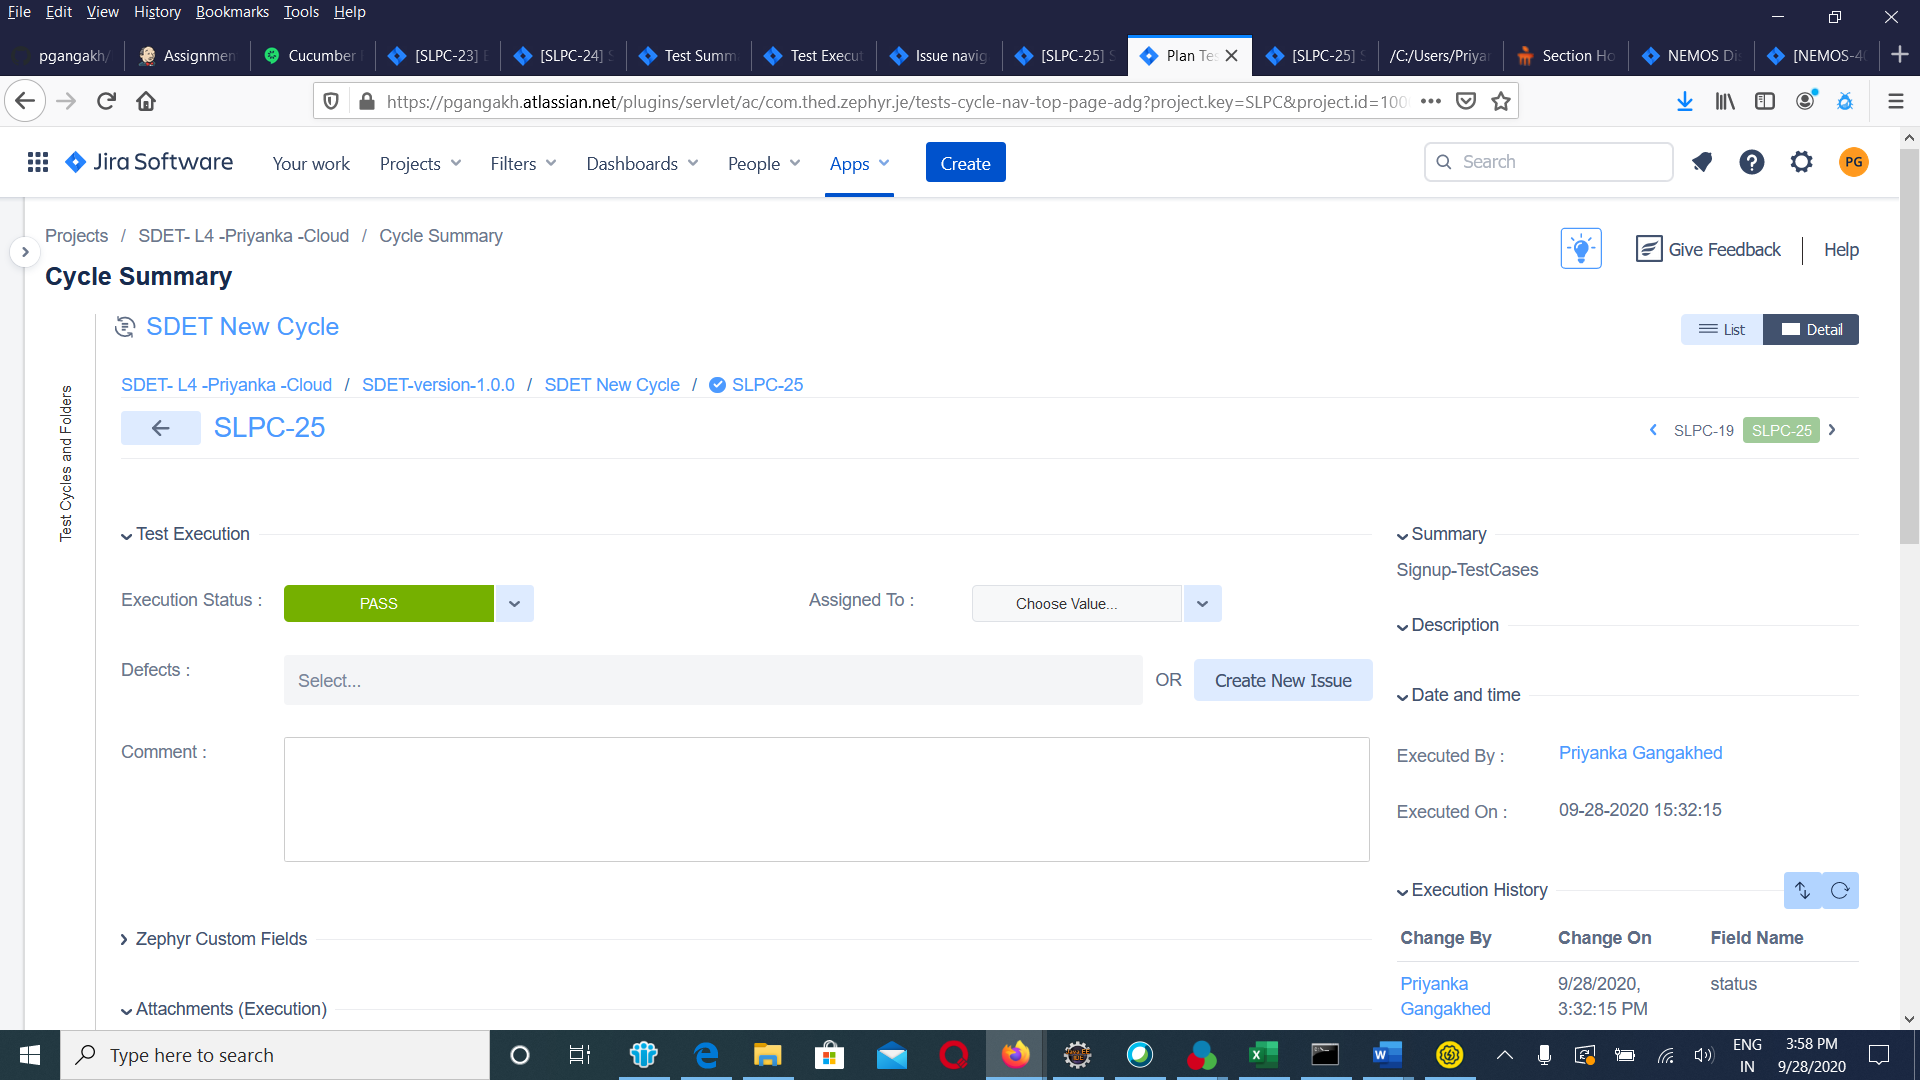 File Edit View History Bookmarks Tools Help
pgangakh/ Assignmen Cucumber [SLPC-23] [SLPC-24] Test Summ Test Execut Issue navig [SLPC-25] Plan Tes [SLPC-25] /C:/Users/Priya Section Ho NEMOS Di [NEMOS-40
https://pgangakh.atlassian.net/plugins/servlet/ac/com.thed.zephyr.je/tests-cycle-nav-top-page-adg?project.key=SLPC&project.id=100
Jira Software Your work Projects Filters Dashboards People Apps Create Search PG
Projects / SDET- L4 -Priyanka -Cloud / Cycle Summary
Give Feedback Help
Cycle Summary
SDET New Cycle
List Detail
SDET- L4 -Priyanka -Cloud / SDET-version-1.0.0 / SDET New Cycle / SLPC-25
Test Cycles and Folders
SLPC-25
SLPC-19 SLPC-25
Test Execution
Execution Status : PASS Assigned To : Choose Value...
Defects : Select... OR Create New Issue
Comment :
Zephyr Custom Fields
Attachments (Execution)
Summary
Signup-TestCases
Description
Date and time
Executed By : Priyanka Gangakhed
Executed On : 09-28-2020 15:32:15
Execution History
Change By Change On Field Name
Priyanka 9/28/2020, status
Gangakhed 3:32:15 PM
Type here to search
ENG 3:58 PM
IN 9/28/2020